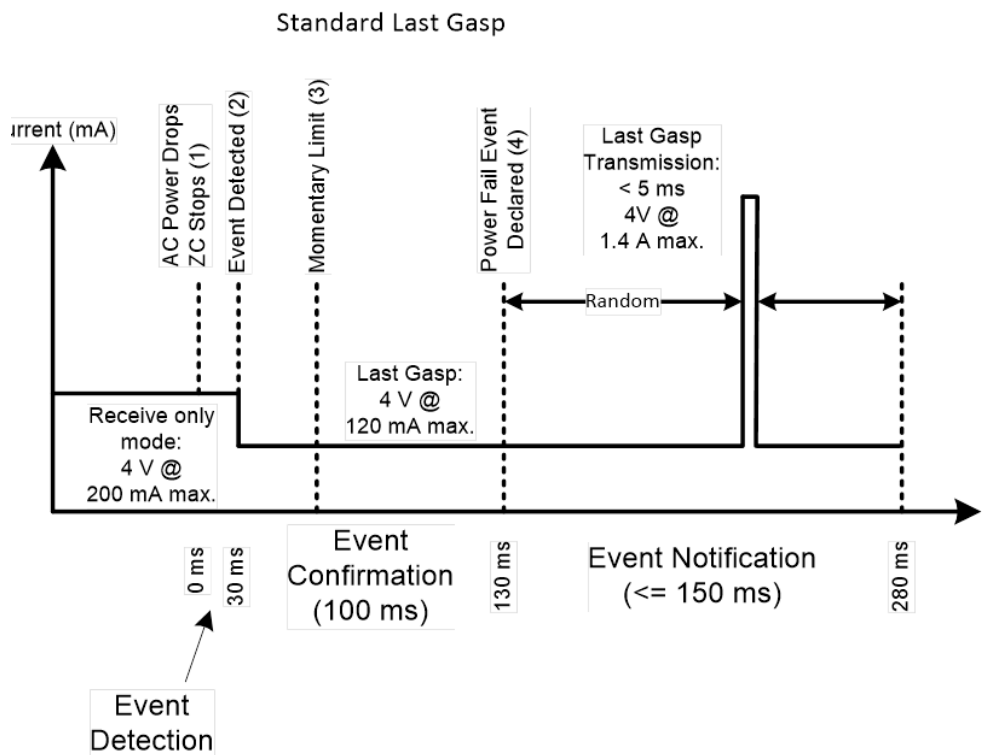 Standard Last Gasp
urrent (mA)
AC Power Drops
ZC Stops (1)
Event Detected (2)
Momentary Limit (3)
Power Fail Event
Declared (4)
Last Gasp
Transmission:
< 5 ms
4V @
1.4 A max.
Random
Receive only
mode:
4 V @
200 mA max.
Last Gasp:
4 V @
120 mA max.
0 ms
30 ms
Event
Confirmation
(100 ms)
130 ms
Event Notification
(<= 150 ms)
280 ms
Event
Detection